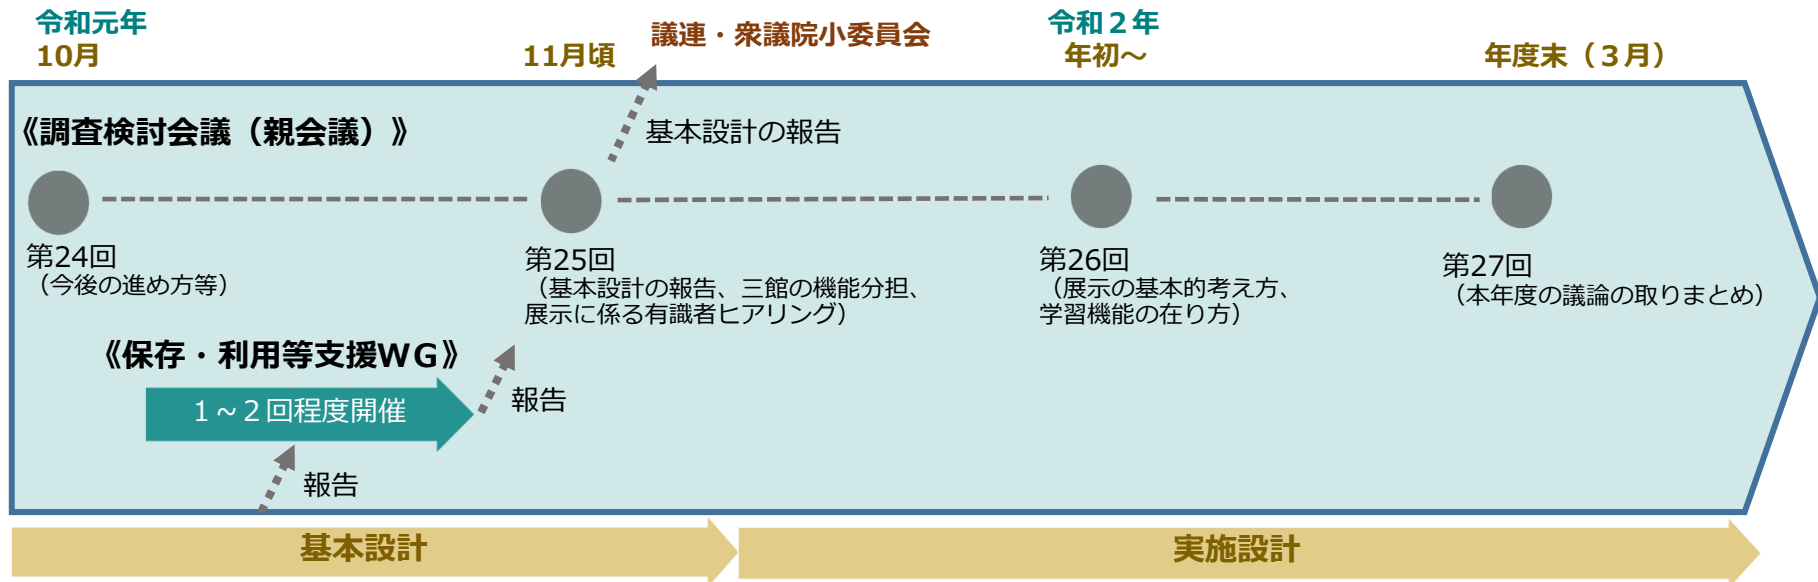 令和元年
10月
11月頃
議連・衆議院小委員会
令和２年
年初～
年度末（３月）
《調査検討会議（親会議）》
基本設計の報告
第24回
（今後の進め方等）
第25回
（基本設計の報告、三館の機能分担、
展示に係る有識者ヒアリング）
第26回
（展示の基本的考え方、
学習機能の在り方）
第27回
（本年度の議論の取りまとめ）
《保存・利用等支援WＧ》
１～２回程度開催
報告
報告
基本設計
実施設計